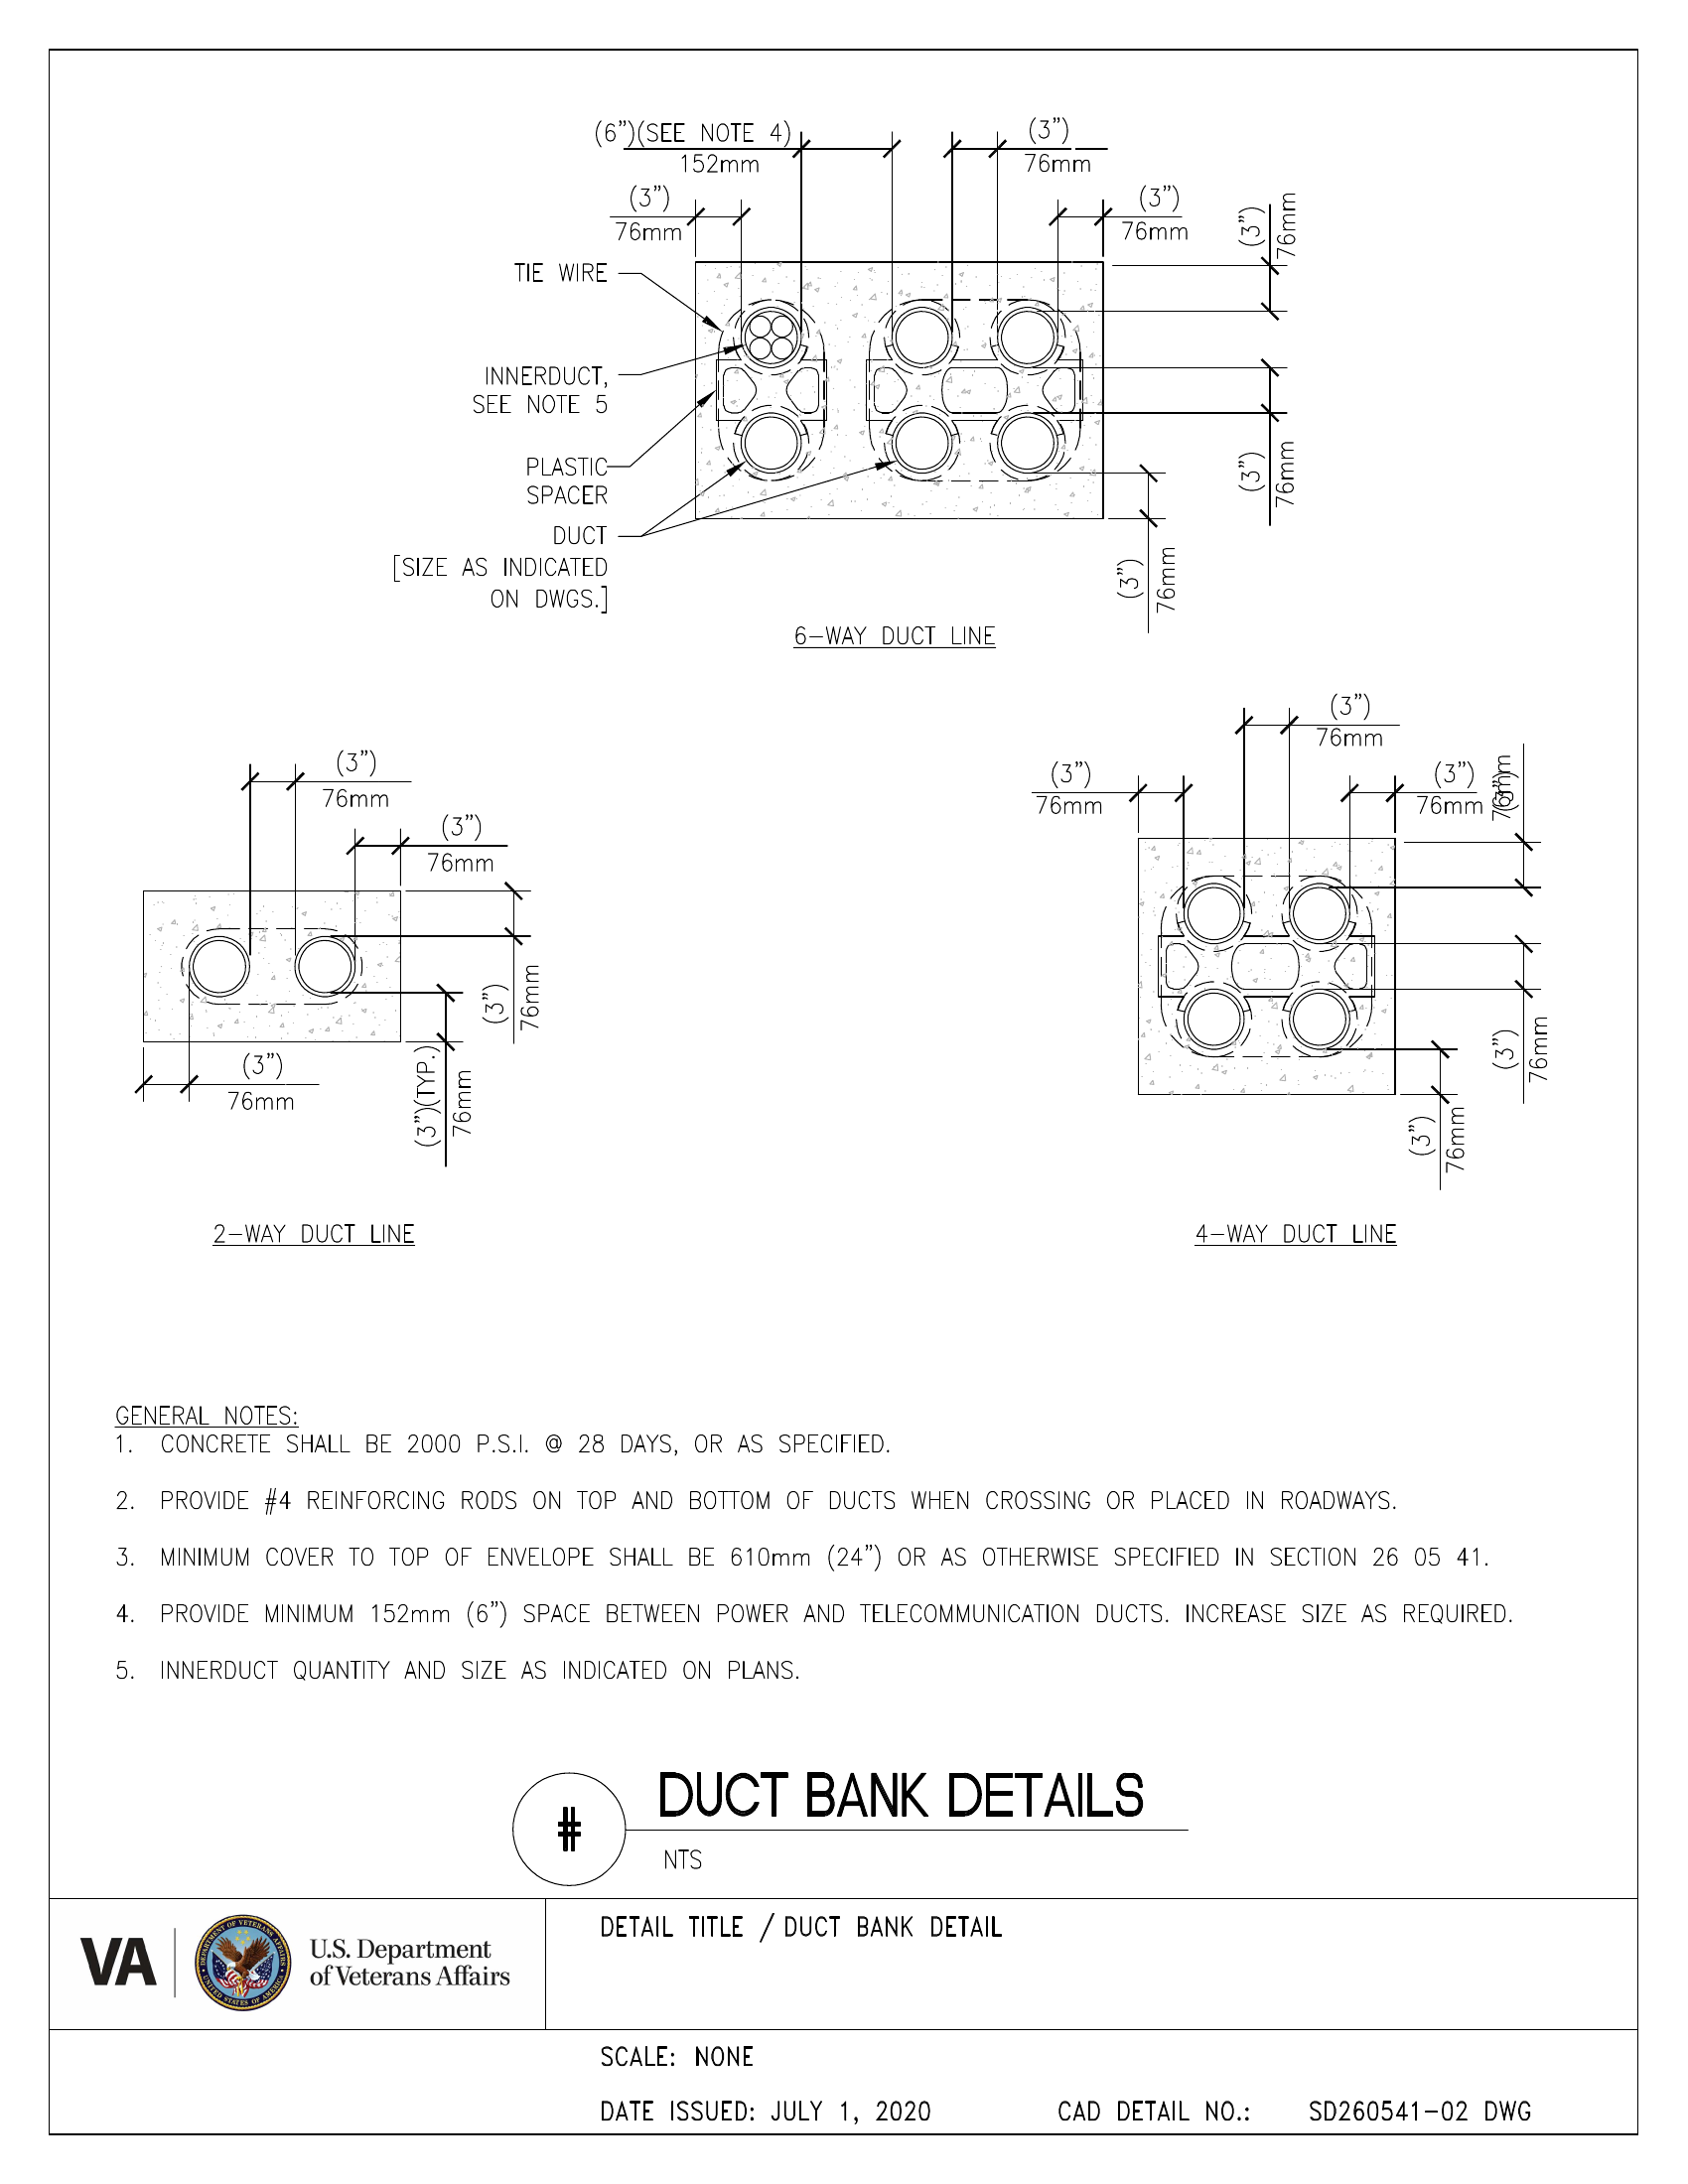 (6")(SEE NOTE 4)
152mm
(3")
76mm
(3")
76mm
(3")
76mm
(3")
76mm
TIE WIRE
INNERDUCT,
SEE NOTE 5
PLASTIC
SPACER
DUCT
[SIZE AS INDICATED
ON DWGS.]
(3")
76mm
(3")
76mm
6-WAY DUCT LINE
(3")
76mm
(3")
76mm
(3")
76mm
(3")
76mm
(3")(TYP.)
76mm
2-WAY DUCT LINE
(3")
76mm
(3")
76mm
(3")
76mm
(3")
76mm
(3")
76mm
(3")
76mm
4-WAY DUCT LINE
GENERAL NOTES:
1. CONCRETE SHALL BE 2000 P.S.I. @ 28 DAYS, OR AS SPECIFIED.
2. PROVIDE #4 REINFORCING RODS ON TOP AND BOTTOM OF DUCTS WHEN CROSSING OR PLACED IN ROADWAYS.
3. MINIMUM COVER TO TOP OF ENVELOPE SHALL BE 610mm (24") OR AS OTHERWISE SPECIFIED IN SECTION 26 05 41.
4. PROVIDE MINIMUM 152mm (6") SPACE BETWEEN POWER AND TELECOMMUNICATION DUCTS. INCREASE SIZE AS REQUIRED.
5. INNERDUCT QUANTITY AND SIZE AS INDICATED ON PLANS.
# DUCT BANK DETAILS
NTS
VA
DEPARTMENT OF VETERANS AFFAIRS
UNITED STATES OF AMERICA
U.S. Department
of Veterans Affairs
DETAIL TITLE / DUCT BANK DETAIL
SCALE: NONE
DATE ISSUED: JULY 1, 2020
CAD DETAIL NO.: SD260541-02 DWG